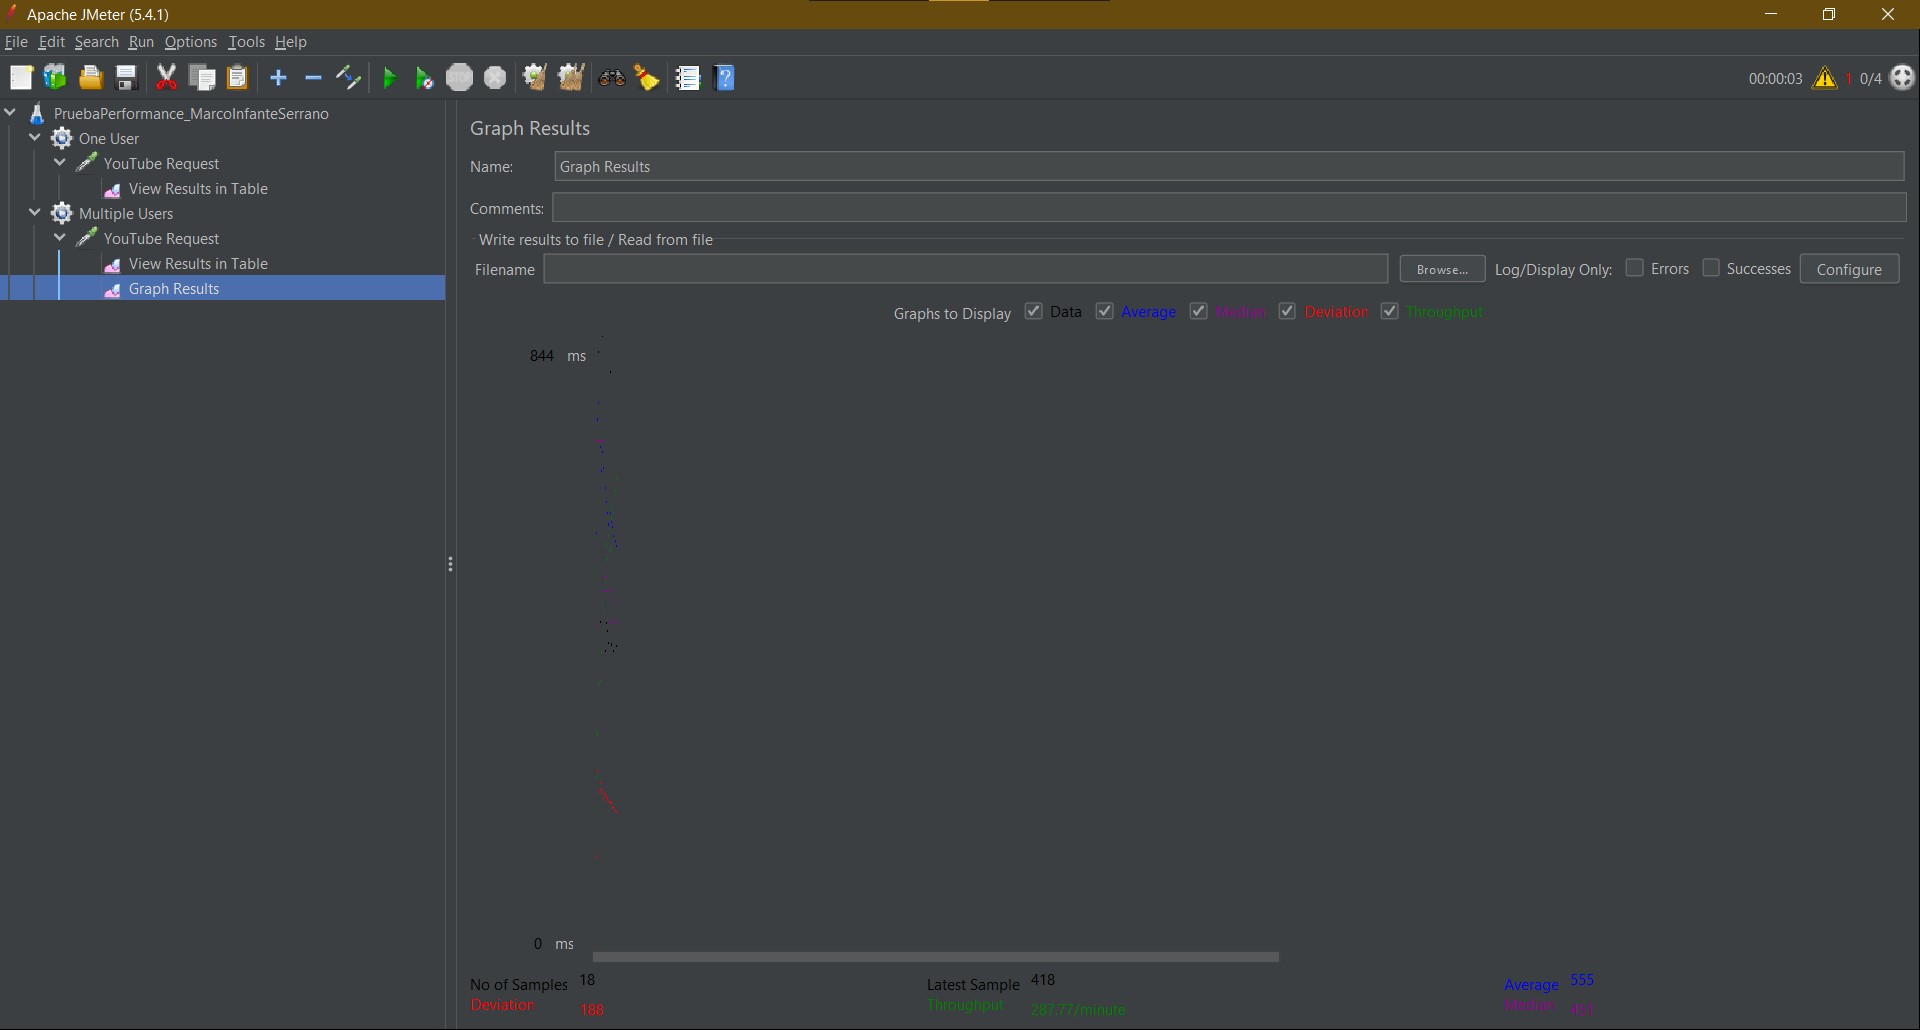 Apache JMeter (5.4.1)
File Edit Search Run Options Tools Help
STOP
00:00:03 1 0/4
PruebaPerformance_MarcoInfanteSerrano
One User
YouTube Request
View Results in Table
Multiple Users
YouTube Request
View Results in Table
Graph Results
Graph Results
Name: Graph Results
Comments:
Write results to file / Read from file
Filename Browse... Log/Display Only: Errors Successes Configure
Graphs to Display Data Average Median Deviation Throughput
844 ms
0 ms
No of Samples 18 Latest Sample 418 Average 555
Deviation 188 Throughput 287.77/minute Median